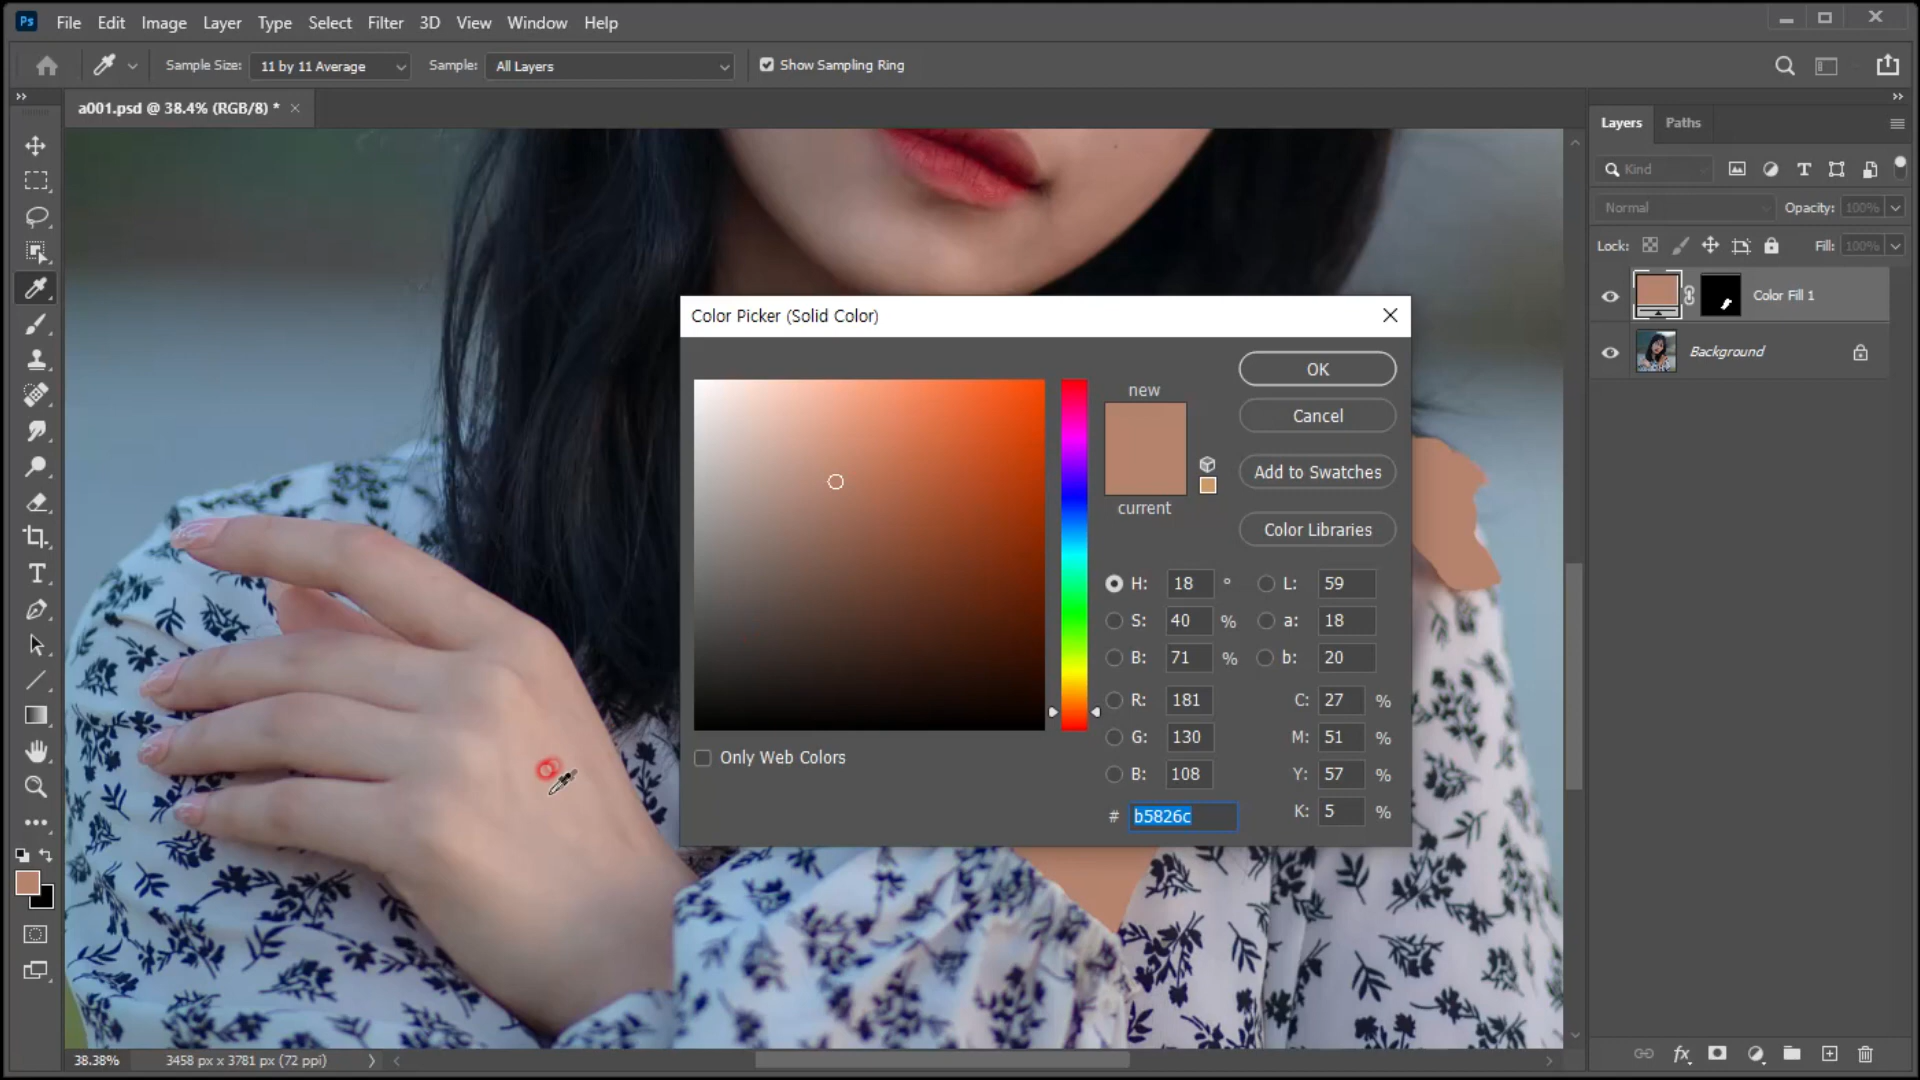 Ps File Edit Image Layer Type Select Filter 3D View Window Help
Sample Size: 11 by 11 Average Sample: All Layers Show Sampling Ring
a001.psd @ 38.4% (RGB/8) *
Layers Paths
Kind
Normal Opacity: 100%
Lock: Fill: 100%
Color Fill 1
Background
Color Picker (Solid Color)
new
current
OK
Cancel
Add to Swatches
Color Libraries
H: 18 ° L: 59
S: 40 % a: 18
B: 71 % b: 20
R: 181 C: 27 %
G: 130 M: 51 %
B: 108 Y: 57 %
# b5826c K: 5 %
Only Web Colors
38.38% 3458 px x 3781 px (72 ppi)
fx